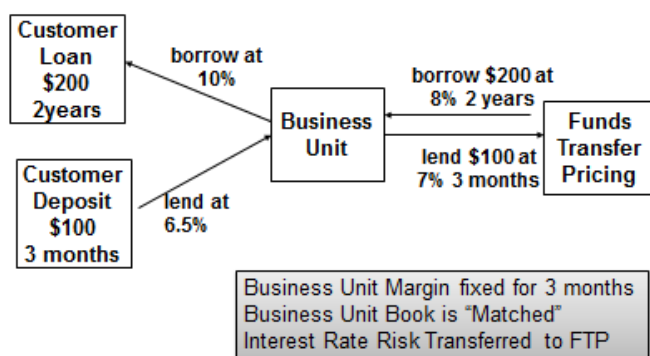 Customer
Loan
$200
2years
borrow at
10%
borrow $200 at
8% 2 years
Business
Unit
Funds
Transfer
Pricing
lend $100 at
7% 3 months
Customer
Deposit
$100
3 months
lend at
6.5%
Business Unit Margin fixed for 3 months
Business Unit Book is “Matched”
Interest Rate Risk Transferred to FTP